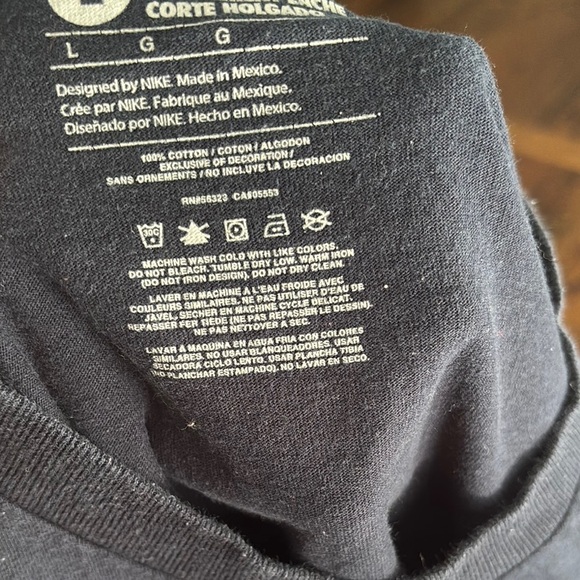 CORTE HOLGADO
L G G
Designed by NIKE. Made in Mexico.
Crée par NIKE. Fabrique au Mexique.
Diseñado por NIKE. Hecho en Mexico.
100% COTTON / COTON / ALGODON
EXCLUSIVE OF DECORATION/
SANS ORNEMENTS / NO INCLUYE LA DECORACION
RN#56323 CA#05553
30C
MACHINE WASH COLD WITH LIKE COLORS.
DO NOT BLEACH. TUMBLE DRY LOW. WARM IRON
(DO NOT IRON DESIGN). DO NOT DRY CLEAN.
LAVER EN MACHINE À L'EAU FROIDE AVEC
COULEURS SIMILAIRES. NE PAS UTILISER D'EAU DE
JAVEL, SECHER EN MACHINE CYCLE DELICAT.
REPASSER FER TIEDE (NE PAS REPASSER LE DESSIN).
NE PAS NETTOYER A SEC.
LAVAR A MAQUINA EN AGUA FRIA CON COLORES
SIMILARES. NO USAR BLANQUEADORES. USAR
SECADORA CICLO LENTO. USAR PLANCHA TIBIA
(NO PLANCHAR ESTAMPADO). NO LAVAR EN SECO.